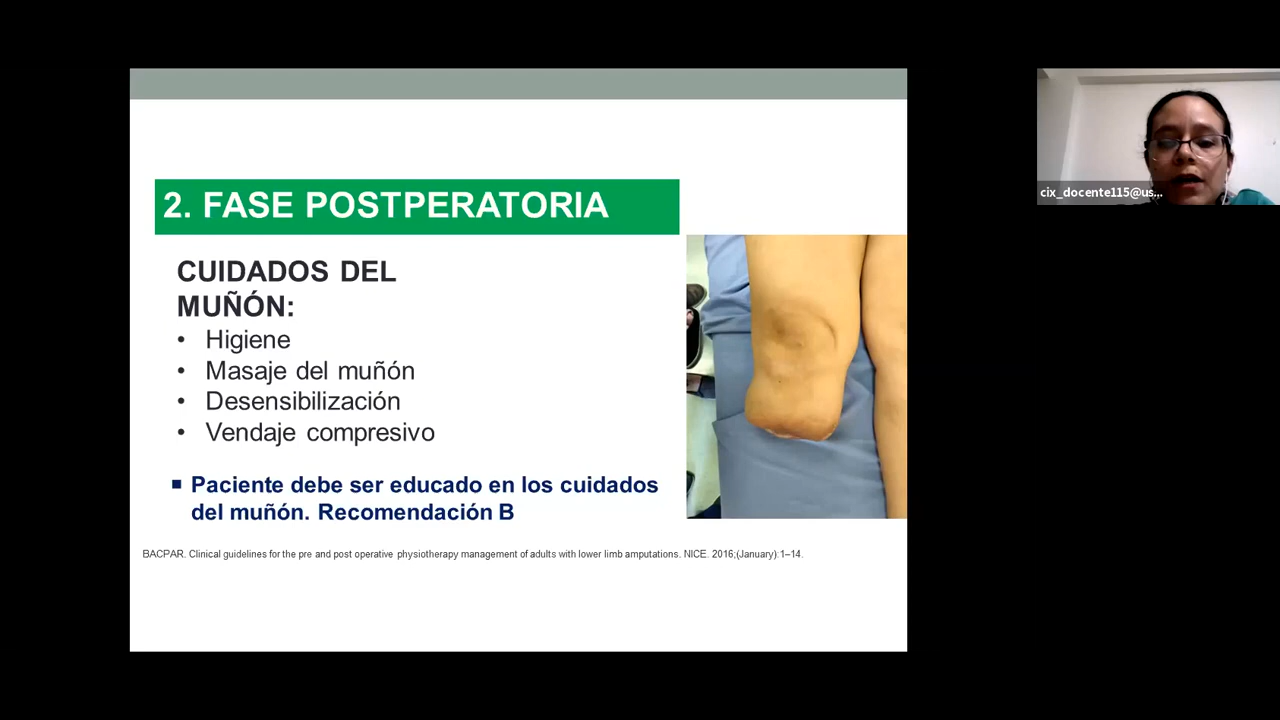 2. FASE POSTPERATORIA
CUIDADOS DEL
MUÑÓN:
• Higiene
• Masaje del muñón
• Desensibilización
• Vendaje compresivo
▪ Paciente debe ser educado en los cuidados
del muñón. Recomendación B
BACPAR. Clinical guidelines for the pre and post operative physiotherapy management of adults with lower limb amputations. NICE. 2016;(January):1–14.
cix_docente115@us...